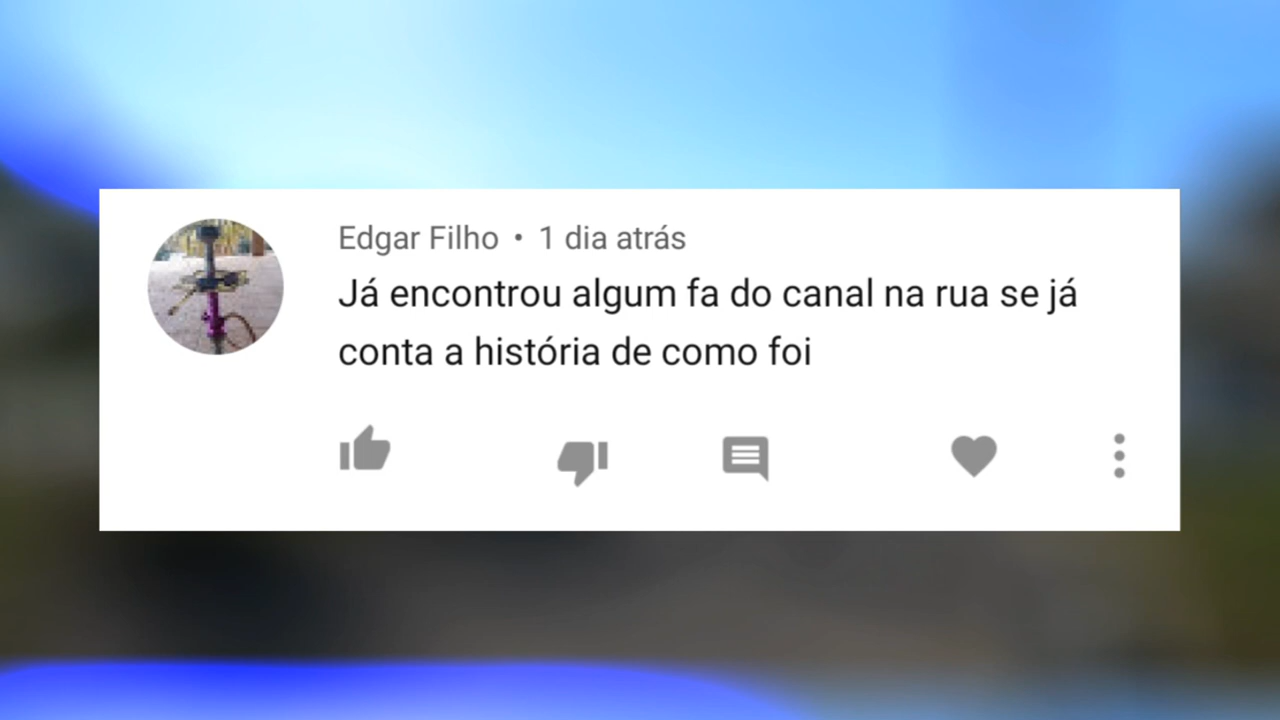 Edgar Filho • 1 dia atrás
Já encontrou algum fa do canal na rua se já
conta a história de como foi